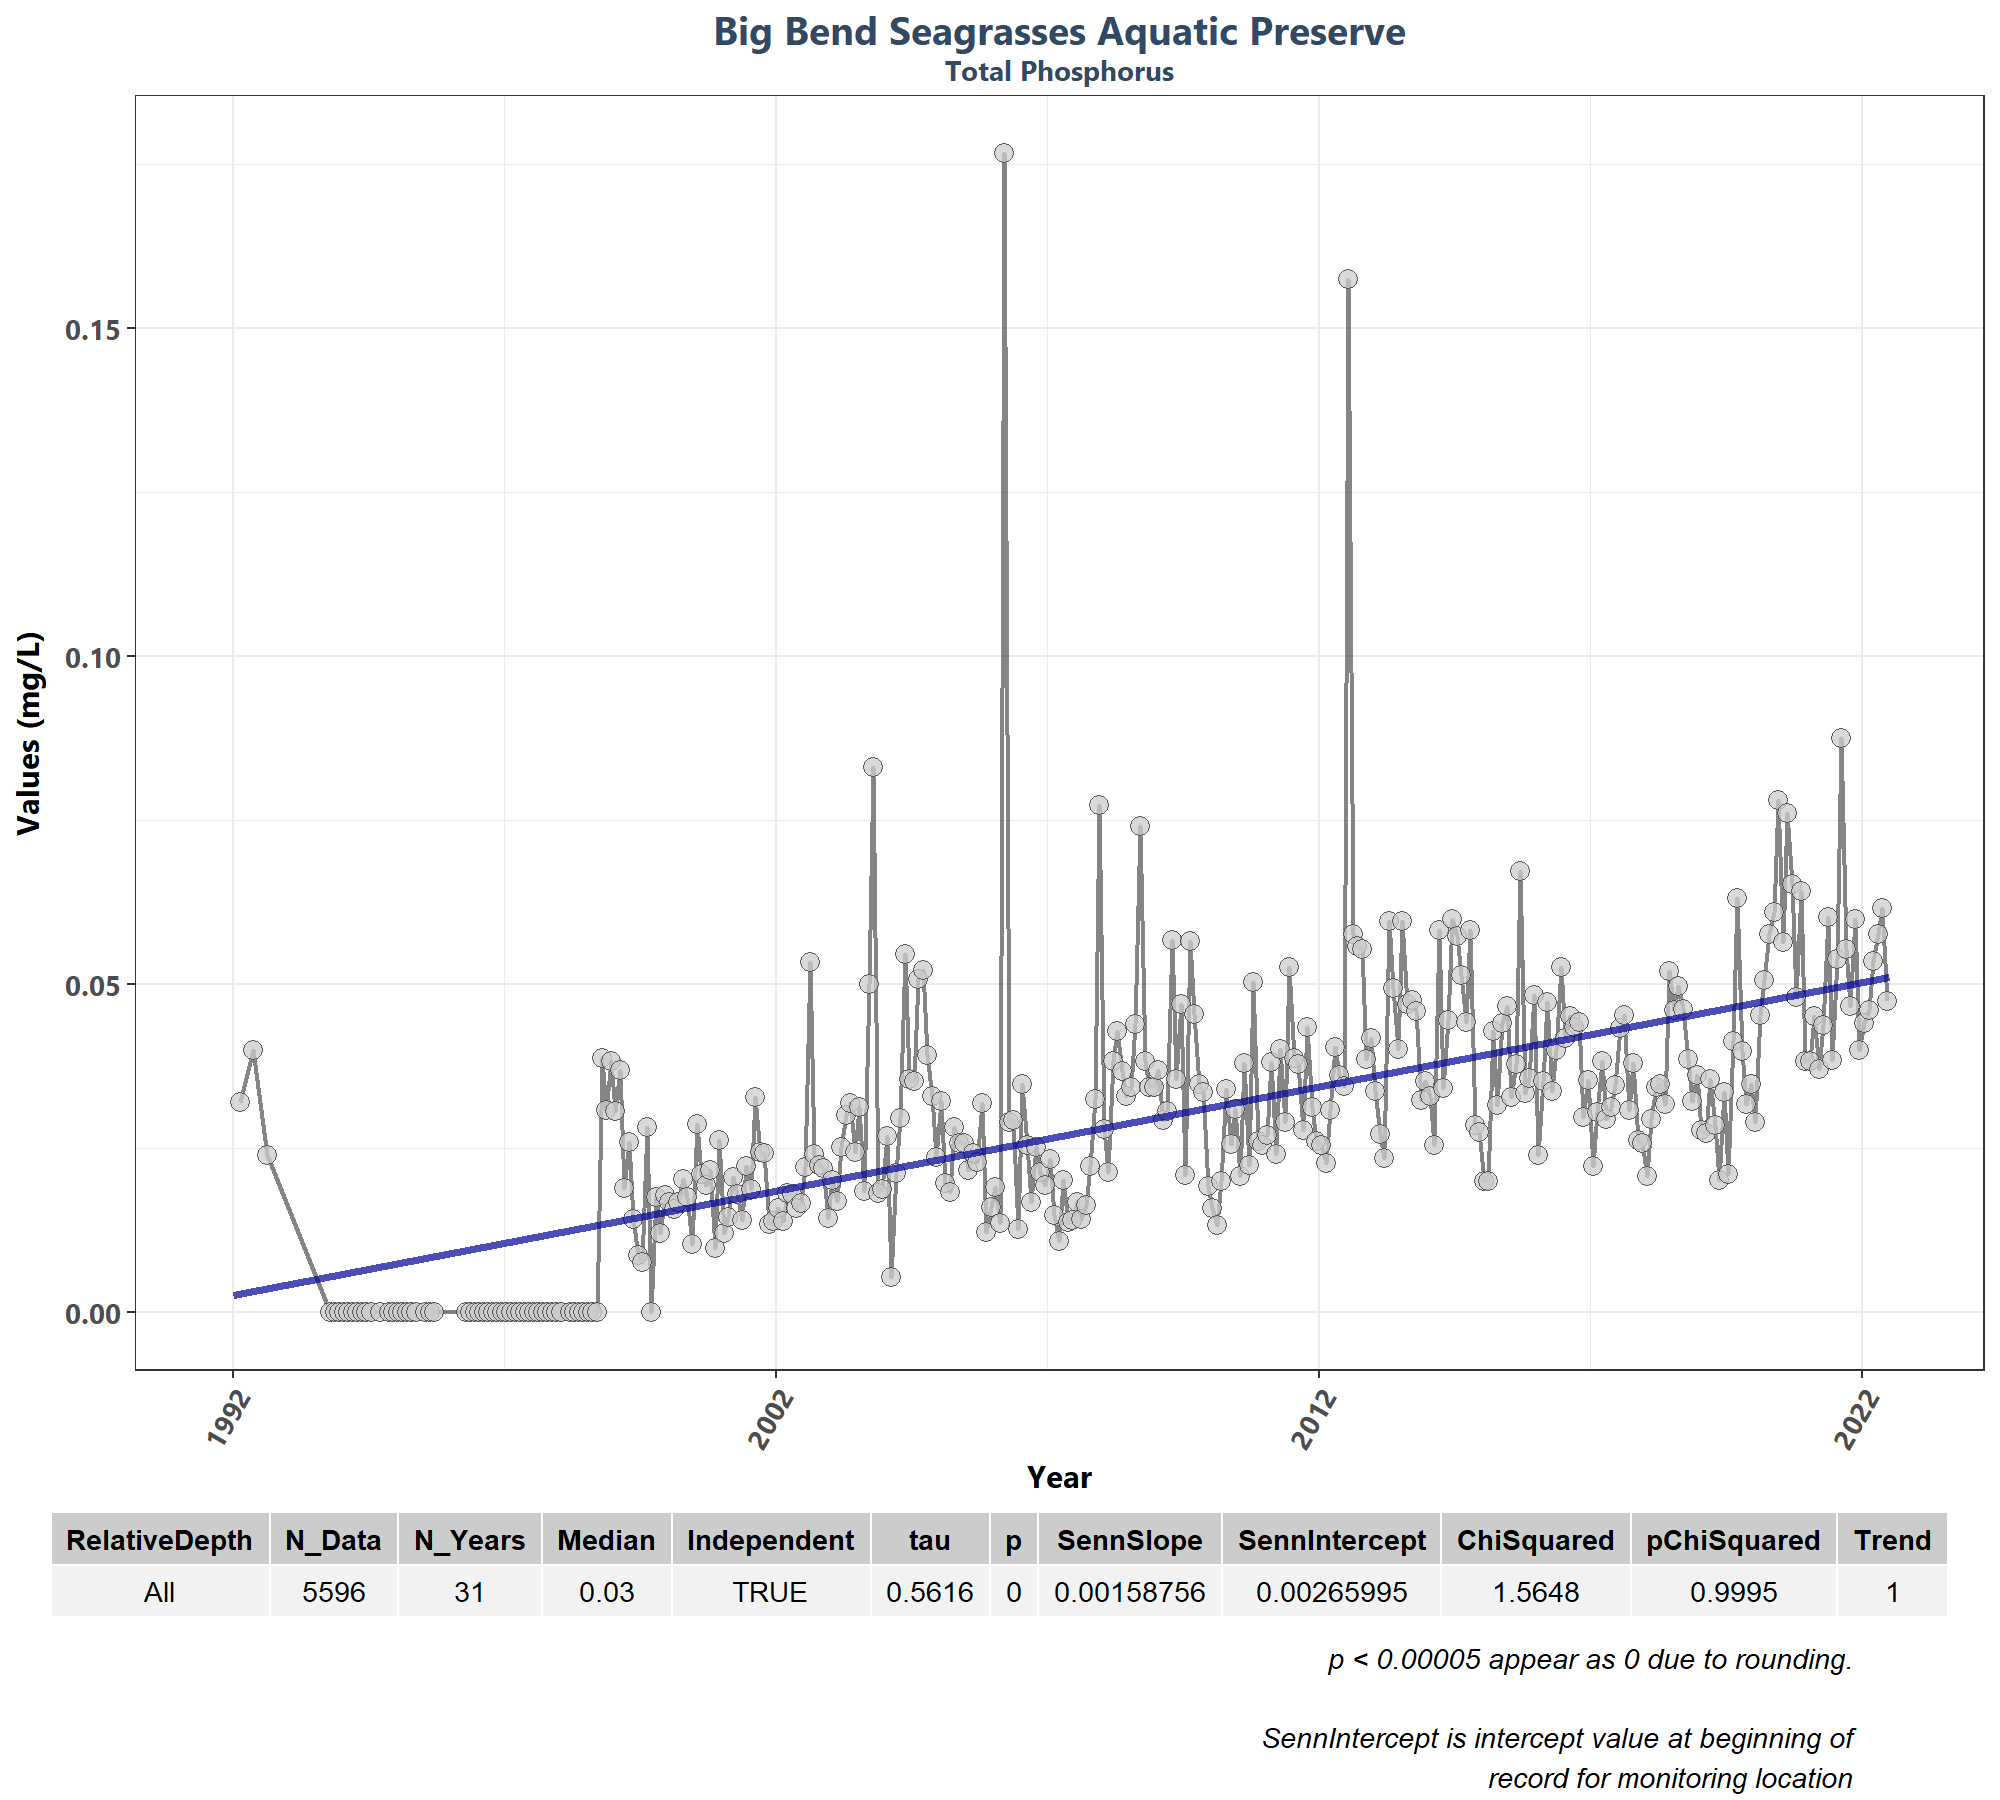 Big Bend Seagrasses Aquatic Preserve
Total Phosphorus
Values (mg/L)
0.15
0.10
0.05
0.00
1992 2002 2012 2022
Year
RelativeDepth N_Data N_Years Median Independent tau p SennSlope SennIntercept ChiSquared pChiSquared Trend
All 5596 31 0.03 TRUE 0.5616 0 0.00158756 0.00265995 1.5648 0.9995 1
p < 0.00005 appear as 0 due to rounding.
SennIntercept is intercept value at beginning of
record for monitoring location